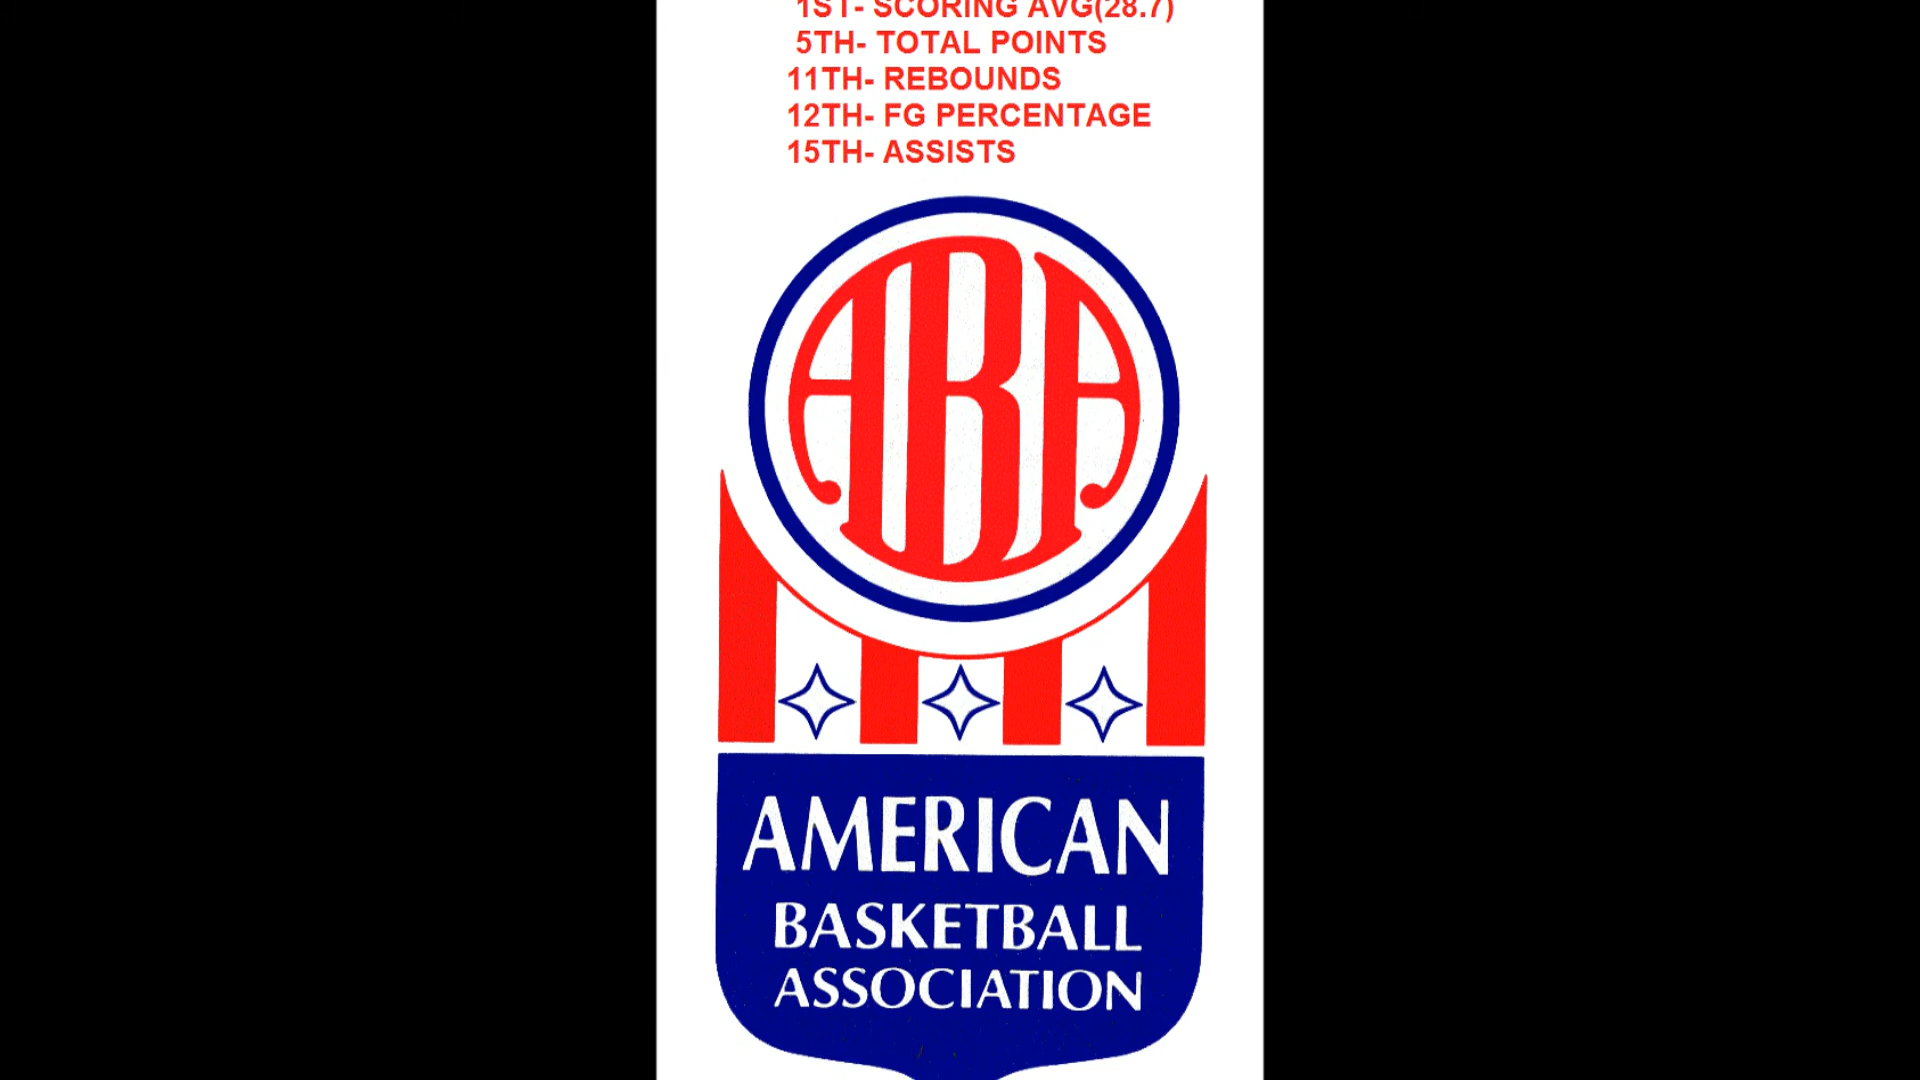 1ST- SCORING AVG(28.7)
5TH- TOTAL POINTS
11TH- REBOUNDS
12TH- FG PERCENTAGE
15TH- ASSISTS
ABA
AMERICAN
BASKETBALL
ASSOCIATION